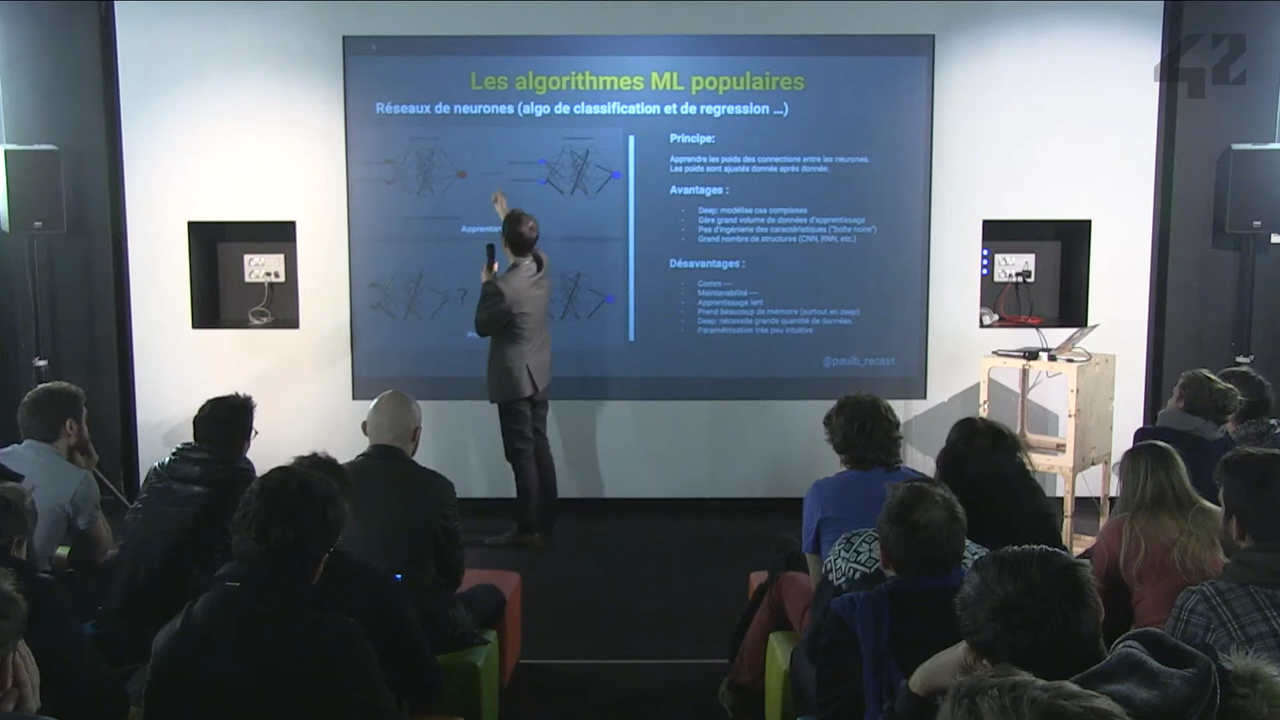 42
Les algorithmes ML populaires
Réseaux de neurones (algo de classification et de regression ...)
Principe:
Apprendre les poids des connections entre les neurones.
Les poids sont ajustés donnée après donnée.
Avantages :
- Deep: modélise cas complexes
- Gère grand volume de données d'apprentissage
- Pas d'ingénierie des caractéristiques ("boîte noire")
- Grand nombre de structures (CNN, RNN, etc.)
?
Désavantages :
- Comm ---
- Maintenabilité ---
- Apprentissage lent
- Prend beaucoup de mémoire (surtout en deep)
- Deep: nécessite grande quantité de données.
- Paramétrisation très peu intuitive
@paulb_recast